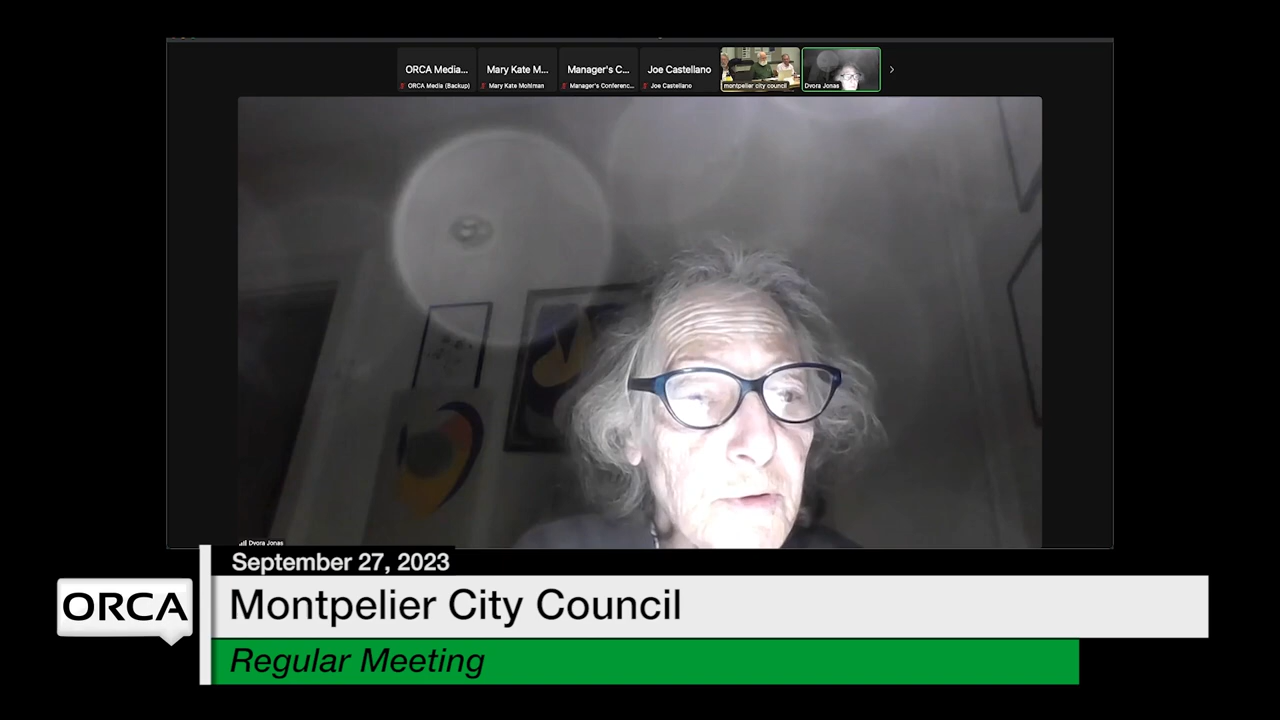 ORCA Media... Mary Kate M... Manager's C... Joe Castellano
ORCA Media (Backup) Mary Kate Mohlman Manager's Conferenc... Joe Castellano montpelier city council Dvora Jonas
Dvora Jonas
September 27, 2023
ORCA
Montpelier City Council
Regular Meeting